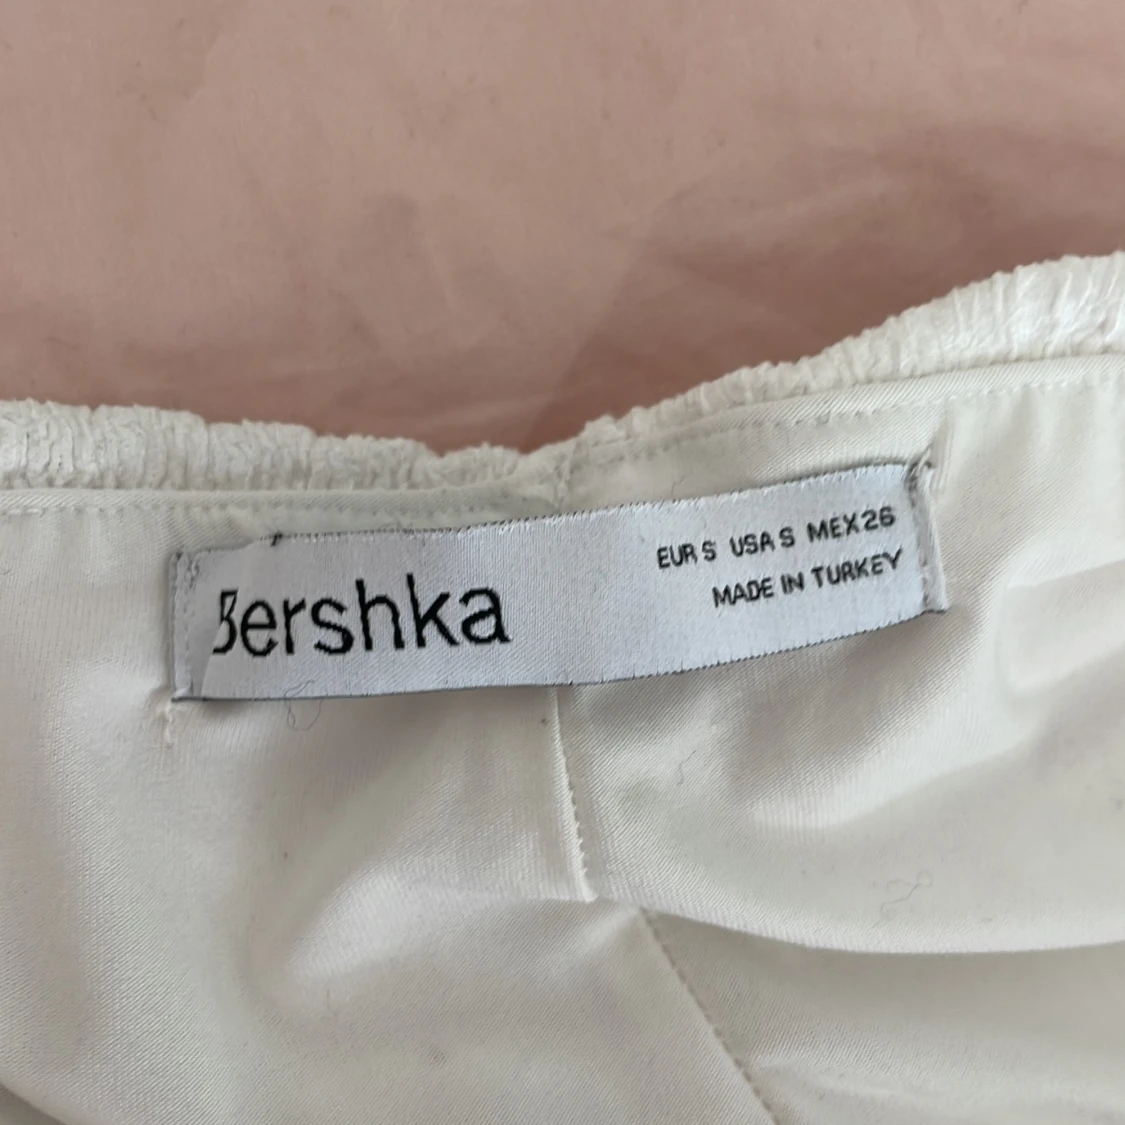 Bershka
EUR S USA S MEX 26
MADE IN TURKEY